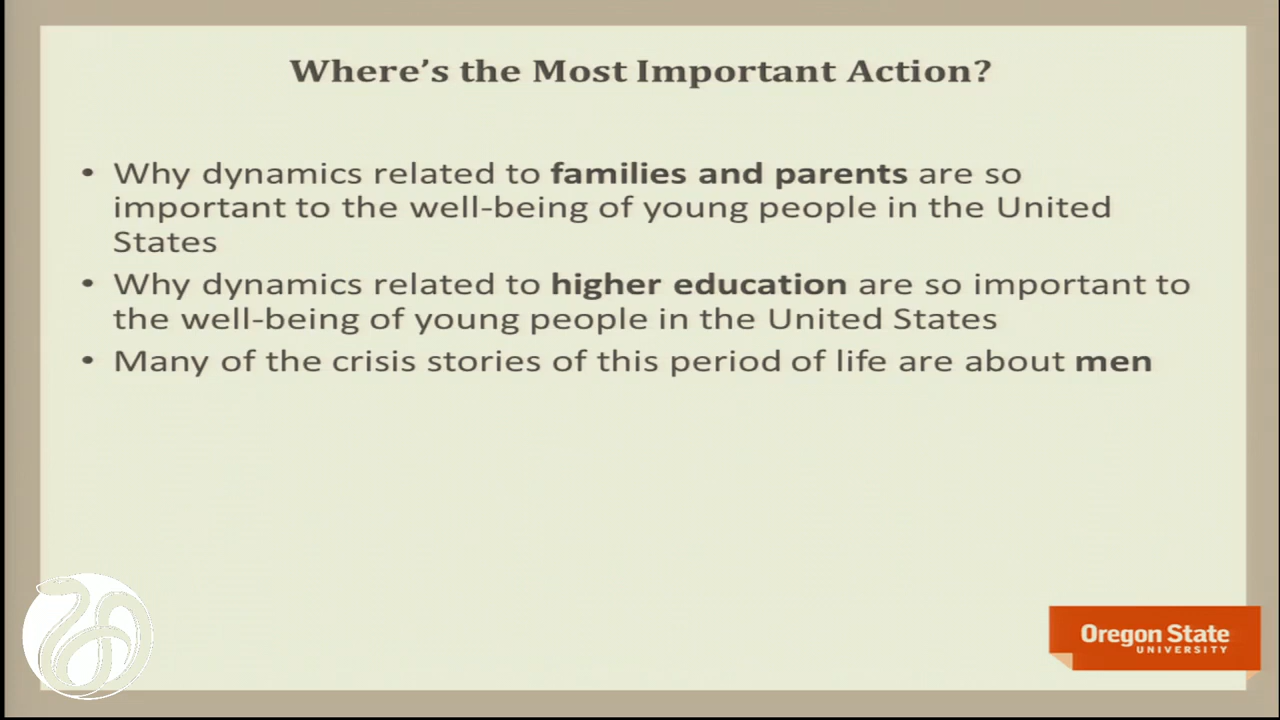 Where's the Most Important Action?
• Why dynamics related to families and parents are so
important to the well-being of young people in the United
States
• Why dynamics related to higher education are so important to
the well-being of young people in the United States
• Many of the crisis stories of this period of life are about men
Oregon State
UNIVERSITY